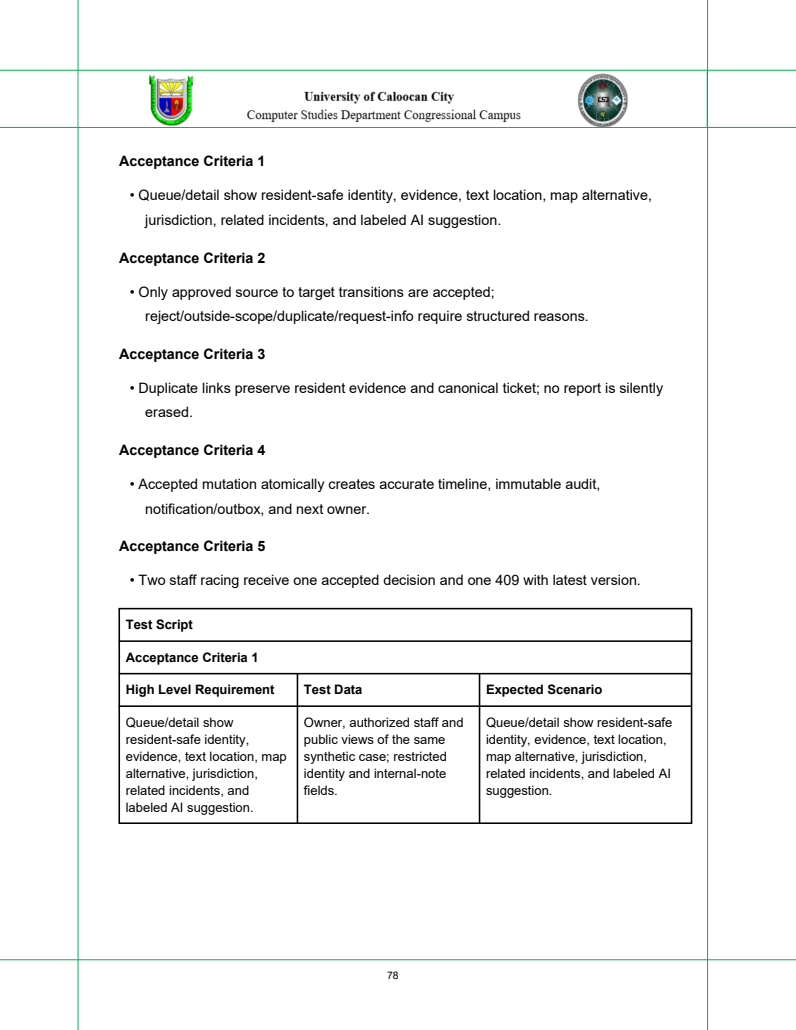 University of Caloocan City
Computer Studies Department Congressional Campus
Acceptance Criteria 1
• Queue/detail show resident-safe identity, evidence, text location, map alternative,
jurisdiction, related incidents, and labeled AI suggestion.
Acceptance Criteria 2
• Only approved source to target transitions are accepted;
reject/outside-scope/duplicate/request-info require structured reasons.
Acceptance Criteria 3
• Duplicate links preserve resident evidence and canonical ticket; no report is silently
erased.
Acceptance Criteria 4
• Accepted mutation atomically creates accurate timeline, immutable audit,
notification/outbox, and next owner.
Acceptance Criteria 5
• Two staff racing receive one accepted decision and one 409 with latest version.
Test Script
Acceptance Criteria 1
High Level Requirement
Test Data
Expected Scenario
Queue/detail show
resident-safe identity,
evidence, text location, map
alternative, jurisdiction,
related incidents, and
labeled AI suggestion.
Owner, authorized staff and
public views of the same
synthetic case; restricted
identity and internal-note
fields.
Queue/detail show resident-safe
identity, evidence, text location,
map alternative, jurisdiction,
related incidents, and labeled AI
suggestion.
78